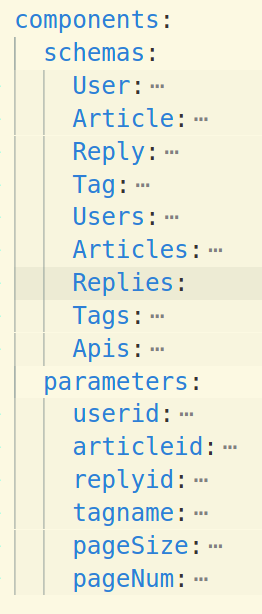 components:
schemas:
User:⋯
Article:⋯
Reply:⋯
Tag:⋯
Users:⋯
Articles:⋯
Replies:
Tags:⋯
Apis:⋯
parameters:
userid:⋯
articleid:⋯
replyid:⋯
tagname:⋯
pageSize:⋯
pageNum:⋯